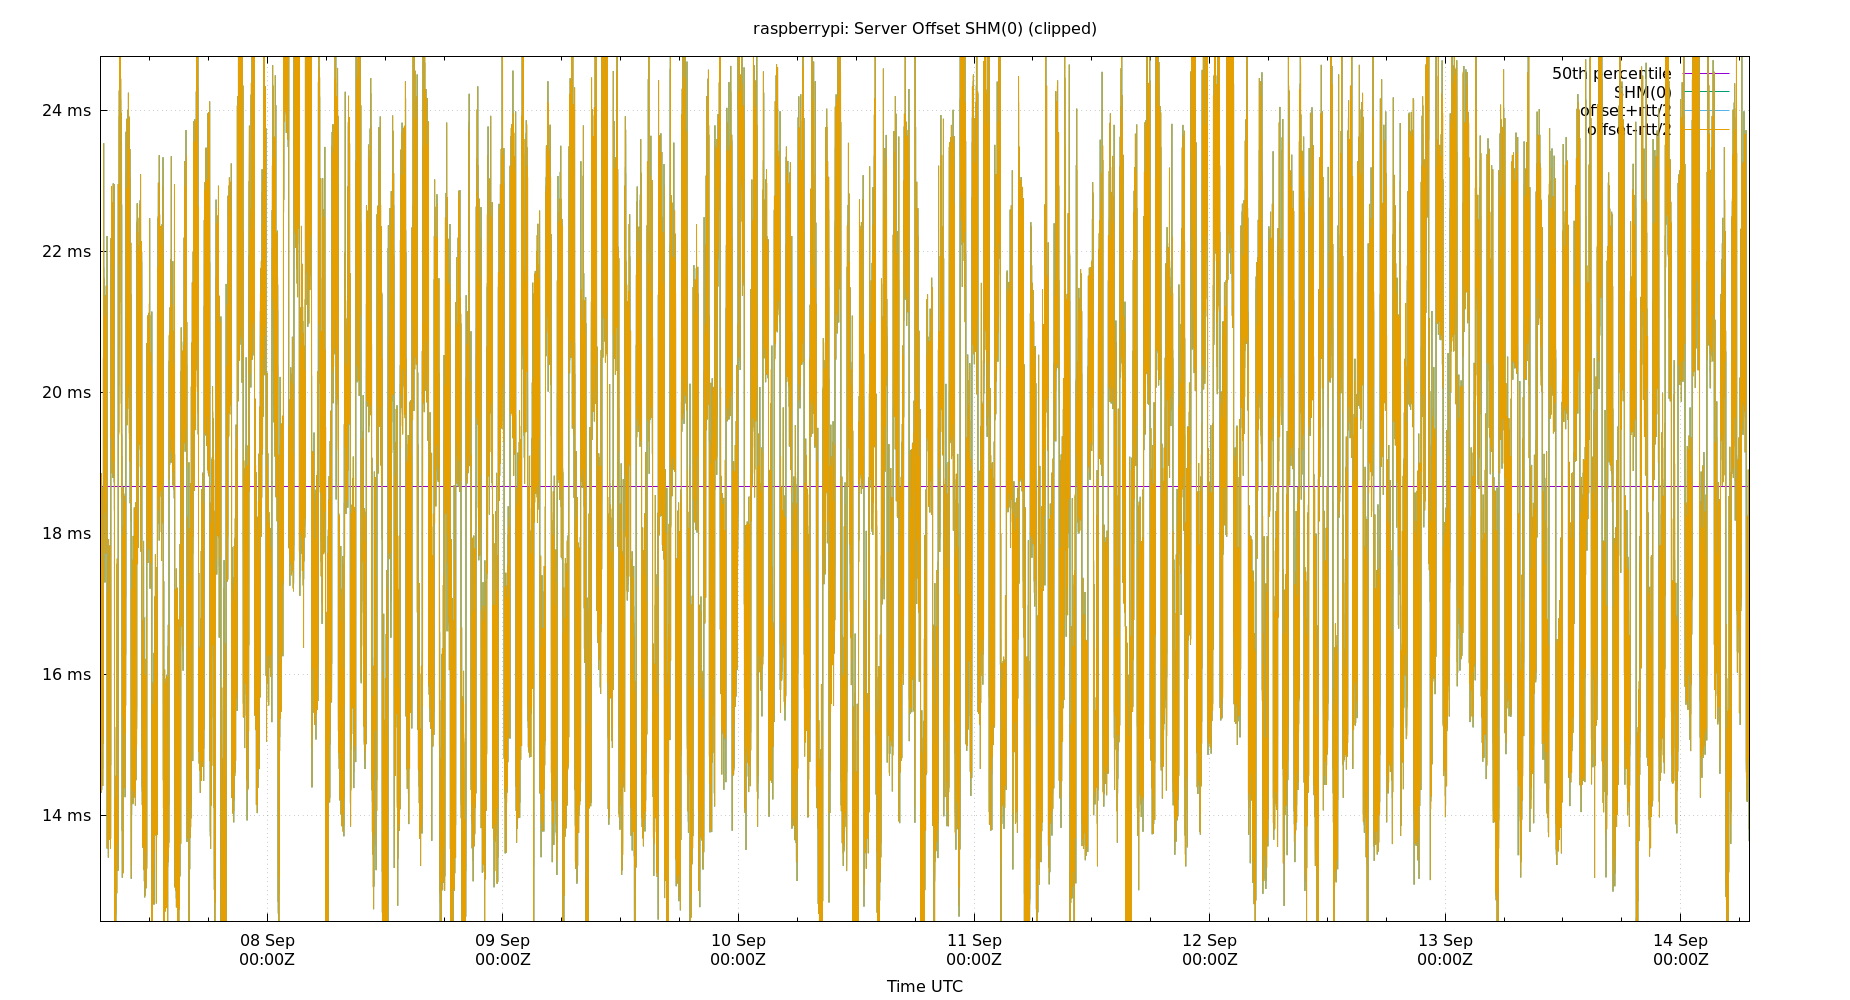 raspberrypi: Server Offset SHM(0) (clipped)
50th percentile
SHM(0)
offset+rtt/2
offset-rtt/2
24 ms
22 ms
20 ms
18 ms
16 ms
14 ms
08 Sep
00:00Z
09 Sep
00:00Z
10 Sep
00:00Z
11 Sep
00:00Z
12 Sep
00:00Z
13 Sep
00:00Z
14 Sep
00:00Z
Time UTC